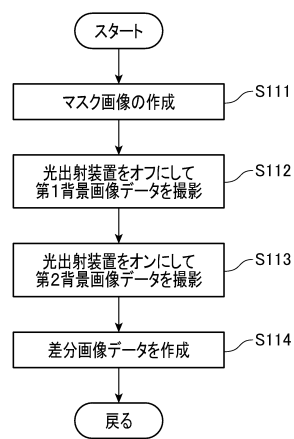 スタート
マスク画像の作成
S111
光出射装置をオフにして
第1背景画像データを撮影
S112
光出射装置をオンにして
第2背景画像データを撮影
S113
差分画像データを作成
S114
戻る